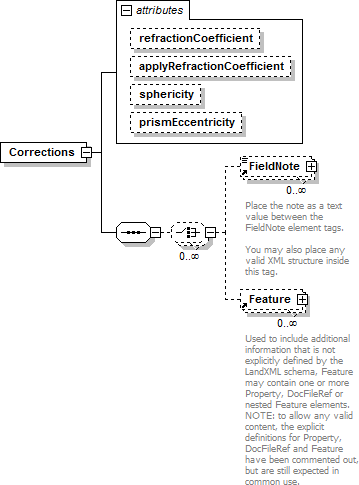 attributes
refractionCoefficient
applyRefractionCoefficient
sphericity
prismEccentricity
Corrections
FieldNote
0..∞
Place the note as a text
value between the
FieldNote element tags.
You may also place any
valid XML structure inside
this tag.
0..∞
Feature
0..∞
Used to include additional
information that is not
explicitly defined by the
LandXML schema, Feature
may contain one or more
Property, DocFileRef or
nested Feature elements.
NOTE: to allow any valid
content, the explicit
definitions for Property,
DocFileRef and Feature
have been commented out,
but are still expected in
common use.